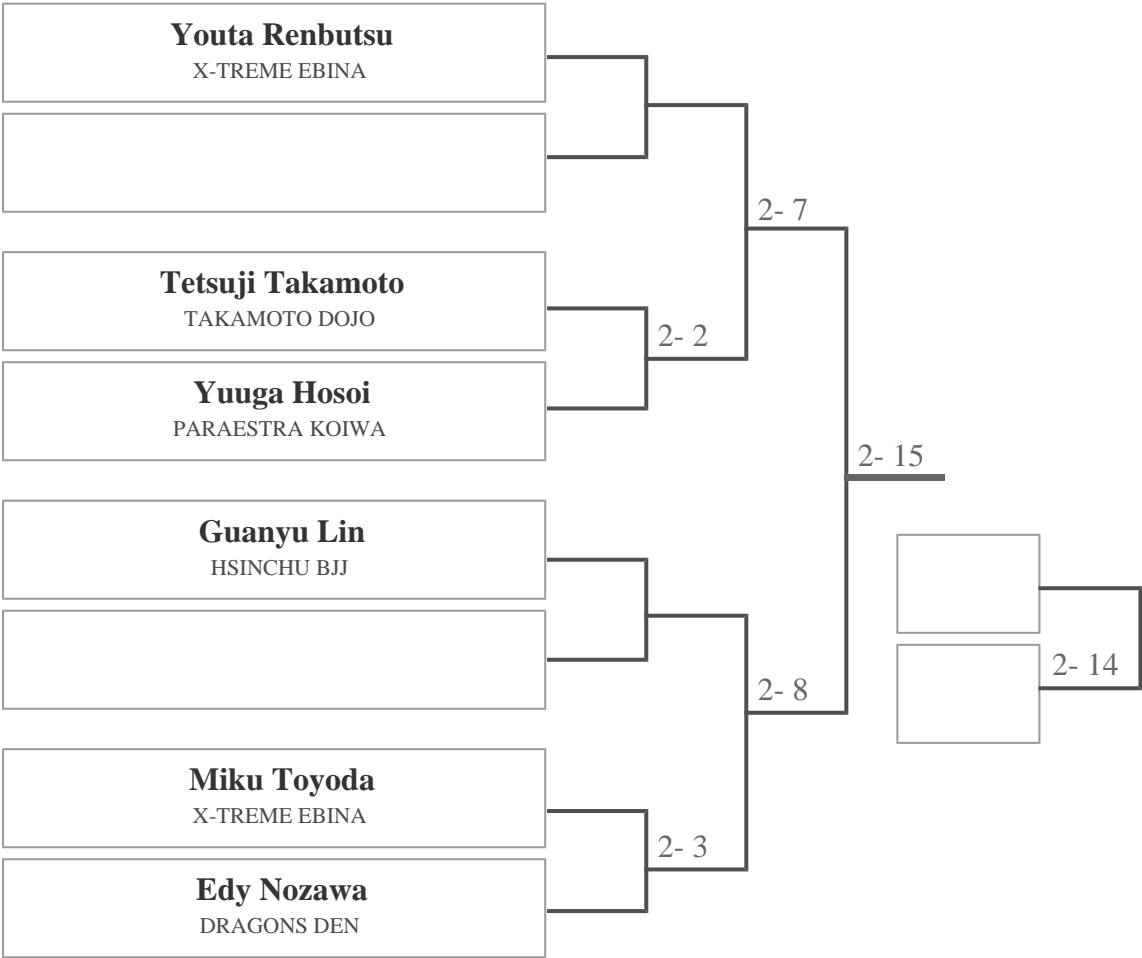 Youta Renbutsu
X-TREME EBINA
2- 7
Tetsuji Takamoto
TAKAMOTO DOJO
2- 2
Yuuga Hosoi
PARAESTRA KOIWA
2- 15
Guanyu Lin
HSINCHU BJJ
2- 14
2- 8
Miku Toyoda
X-TREME EBINA
2- 3
Edy Nozawa
DRAGONS DEN